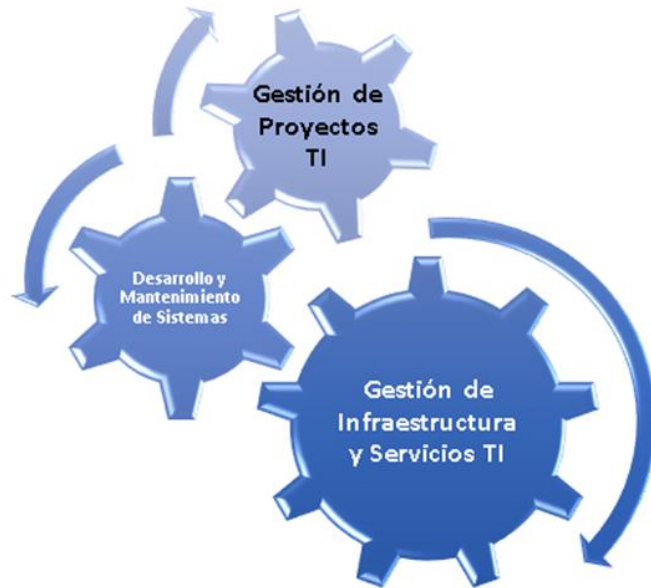 Gestión de
Proyectos
TI
Desarrollo y
Mantenimiento
de Sistemas
Gestión de
Infraestructura
y Servicios TI